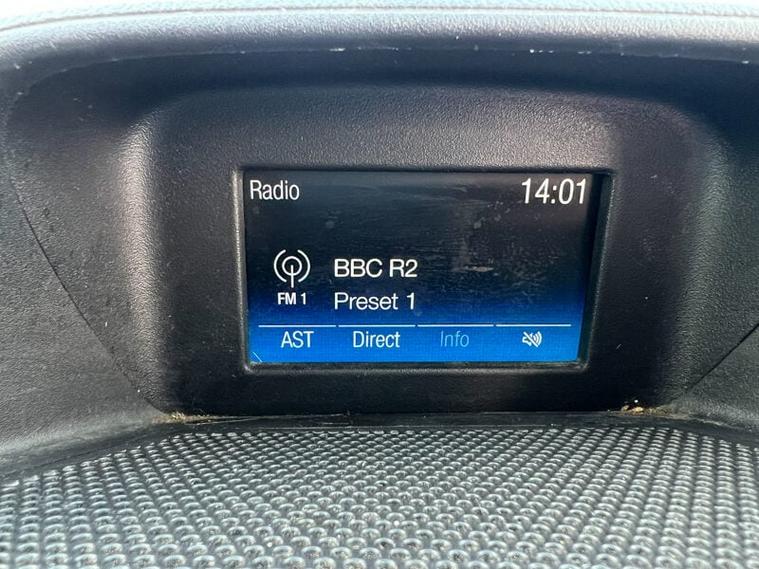 Radio 14:01
BBC R2
FM 1 Preset 1
AST Direct Info